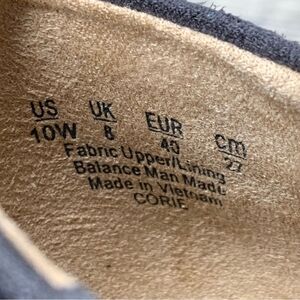 US UK EUR cm
10W 8 40 27
Fabric Upper/Lining
Balance Man Made
Made in Vietnam
CORIE